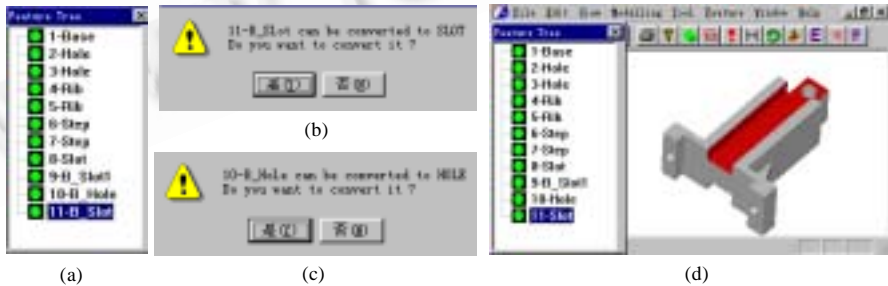 Feature Tree
1-Base
2-Hole
3-Hole
4-Rib
5-Rib
6-Step
7-Step
8-Slot
9-B_Slot1
10-B_Hole
11-B_Slot
(a)
11-B_Slot can be converted to SLOT
Do you want to convert it ?
是(Y) 否(N)
(b)
10-B_Hole can be converted to HOLE
Do you want to convert it ?
是(Y) 否(N)
(c)
File Edit View Modelling Tool Feature Window Help
Feature Tree
1-Base
2-Hole
3-Hole
4-Rib
5-Rib
6-Step
7-Step
8-Slot
9-B_Slot1
10-Hole
11-Slot
(d)